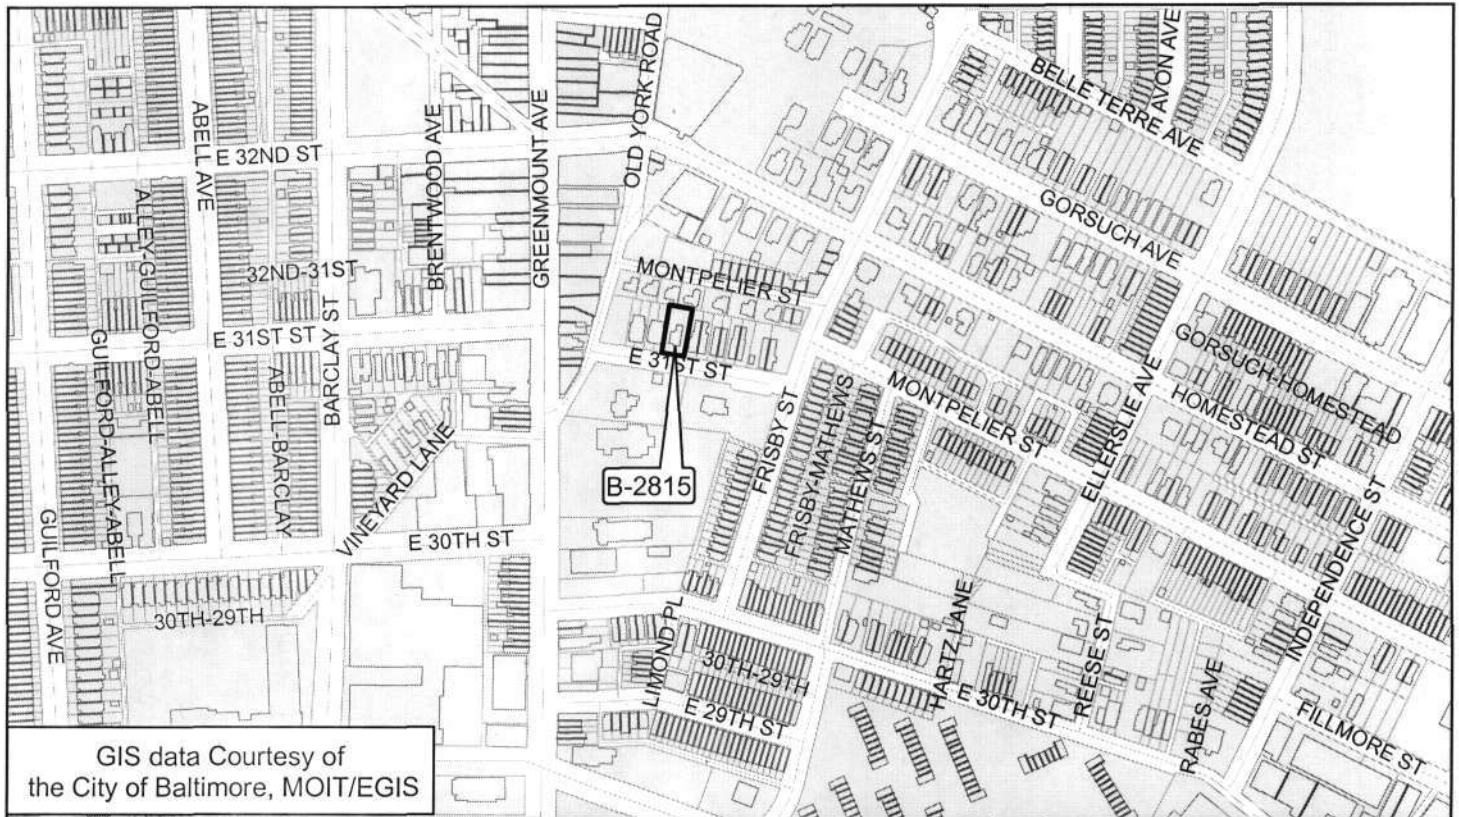 BELLE TERRE AVE
AVON AVE
OLD YORK ROAD
ABELL AVE
BRENTWOOD AVE
GREENMOUNT AVE
E 32ND ST
ALLEY-GUILFORD-ABELL
GORSUCH AVE
32ND-31ST
MONTPELIER ST
E 31ST ST
BARCLAY ST
E 31ST ST
GUILFORD-ALLEY-ABELL
ABELL-BARCLAY
GORSUCH-HOMESTEAD
HOMESTEAD ST
MONTPELIER ST
ELLERSLIE AVE
FRISBY ST
FRISBY-MATHEWS
MATHEWS ST
VINEYARD LANE
B-2815
INDEPENDENCE ST
GUILFORD AVE
E 30TH ST
30TH-29TH
LIMOND PL
30TH-29TH
E 29TH ST
HARTZ LANE
E 30TH ST
REESE ST
RABES AVE
FILLMORE ST
GIS data Courtesy of
the City of Baltimore, MOIT/EGIS